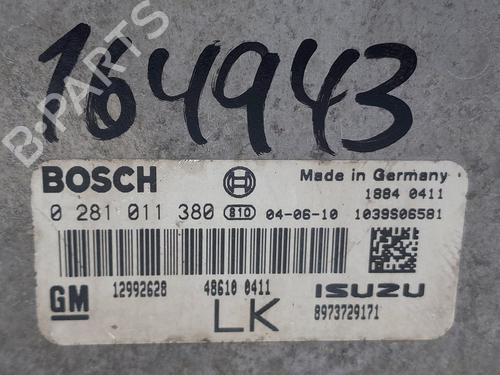 164943
B-PARTS
BOSCH
Made in Germany
1884 0411
0 281 011 380 810 04-06-10 1039S06581
GM
12992628
48610 0411
ISUZU
LK
8973729171